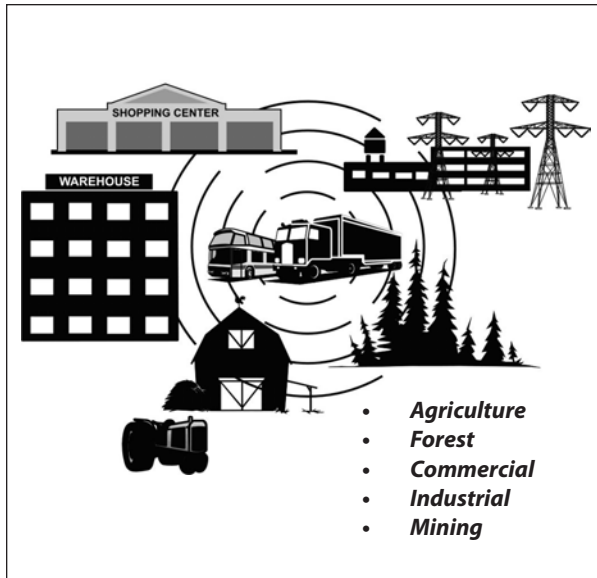 SHOPPING CENTER
WAREHOUSE
• Agriculture
• Forest
• Commercial
• Industrial
• Mining